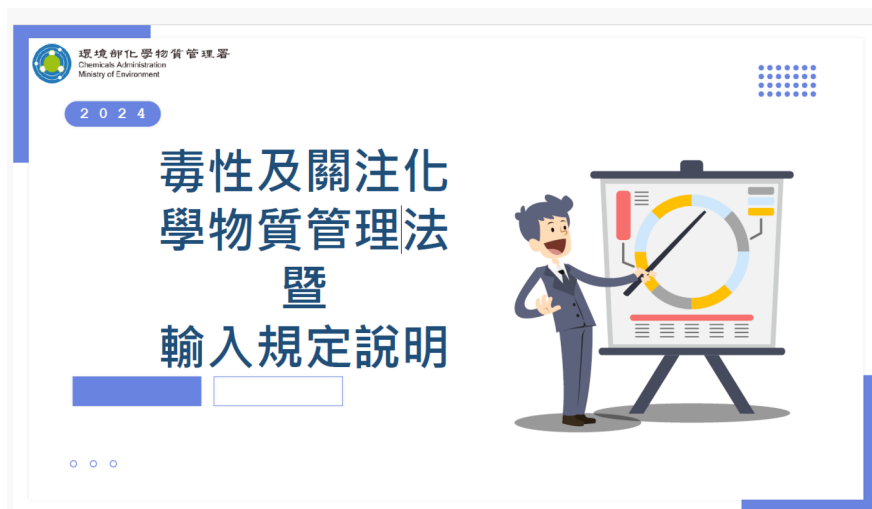 環境部化學物質管理署
Chemicals Administration
Ministry of Environment
2024
毒性及關注化
學物質管理法
暨
輸入規定說明